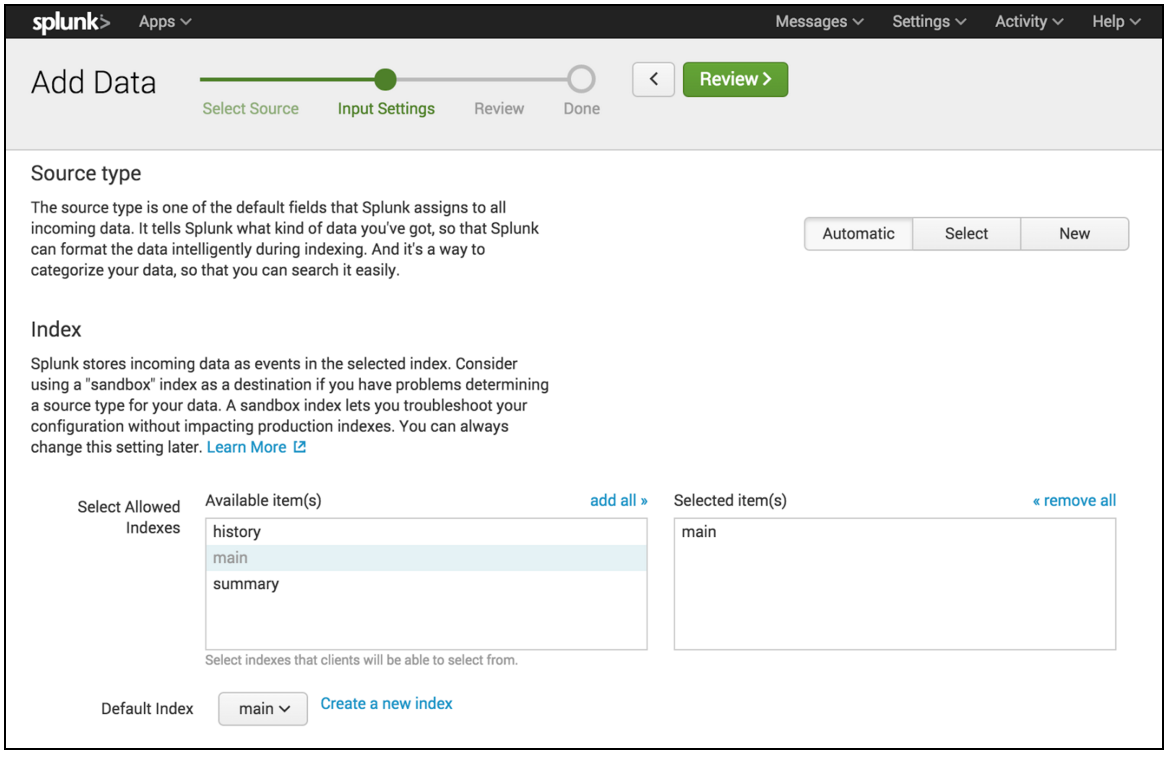 splunk> Apps Messages Settings Activity Help
Add Data
Select Source Input Settings Review Done
Review >
Source type
The source type is one of the default fields that Splunk assigns to all
incoming data. It tells Splunk what kind of data you've got, so that Splunk
can format the data intelligently during indexing. And it's a way to
categorize your data, so that you can search it easily.
Automatic Select New
Index
Splunk stores incoming data as events in the selected index. Consider
using a "sandbox" index as a destination if you have problems determining
a source type for your data. A sandbox index lets you troubleshoot your
configuration without impacting production indexes. You can always
change this setting later. Learn More
Select Allowed
Indexes
Available item(s) add all »
history
main
summary
Select indexes that clients will be able to select from.
Selected item(s) « remove all
main
Default Index main Create a new index